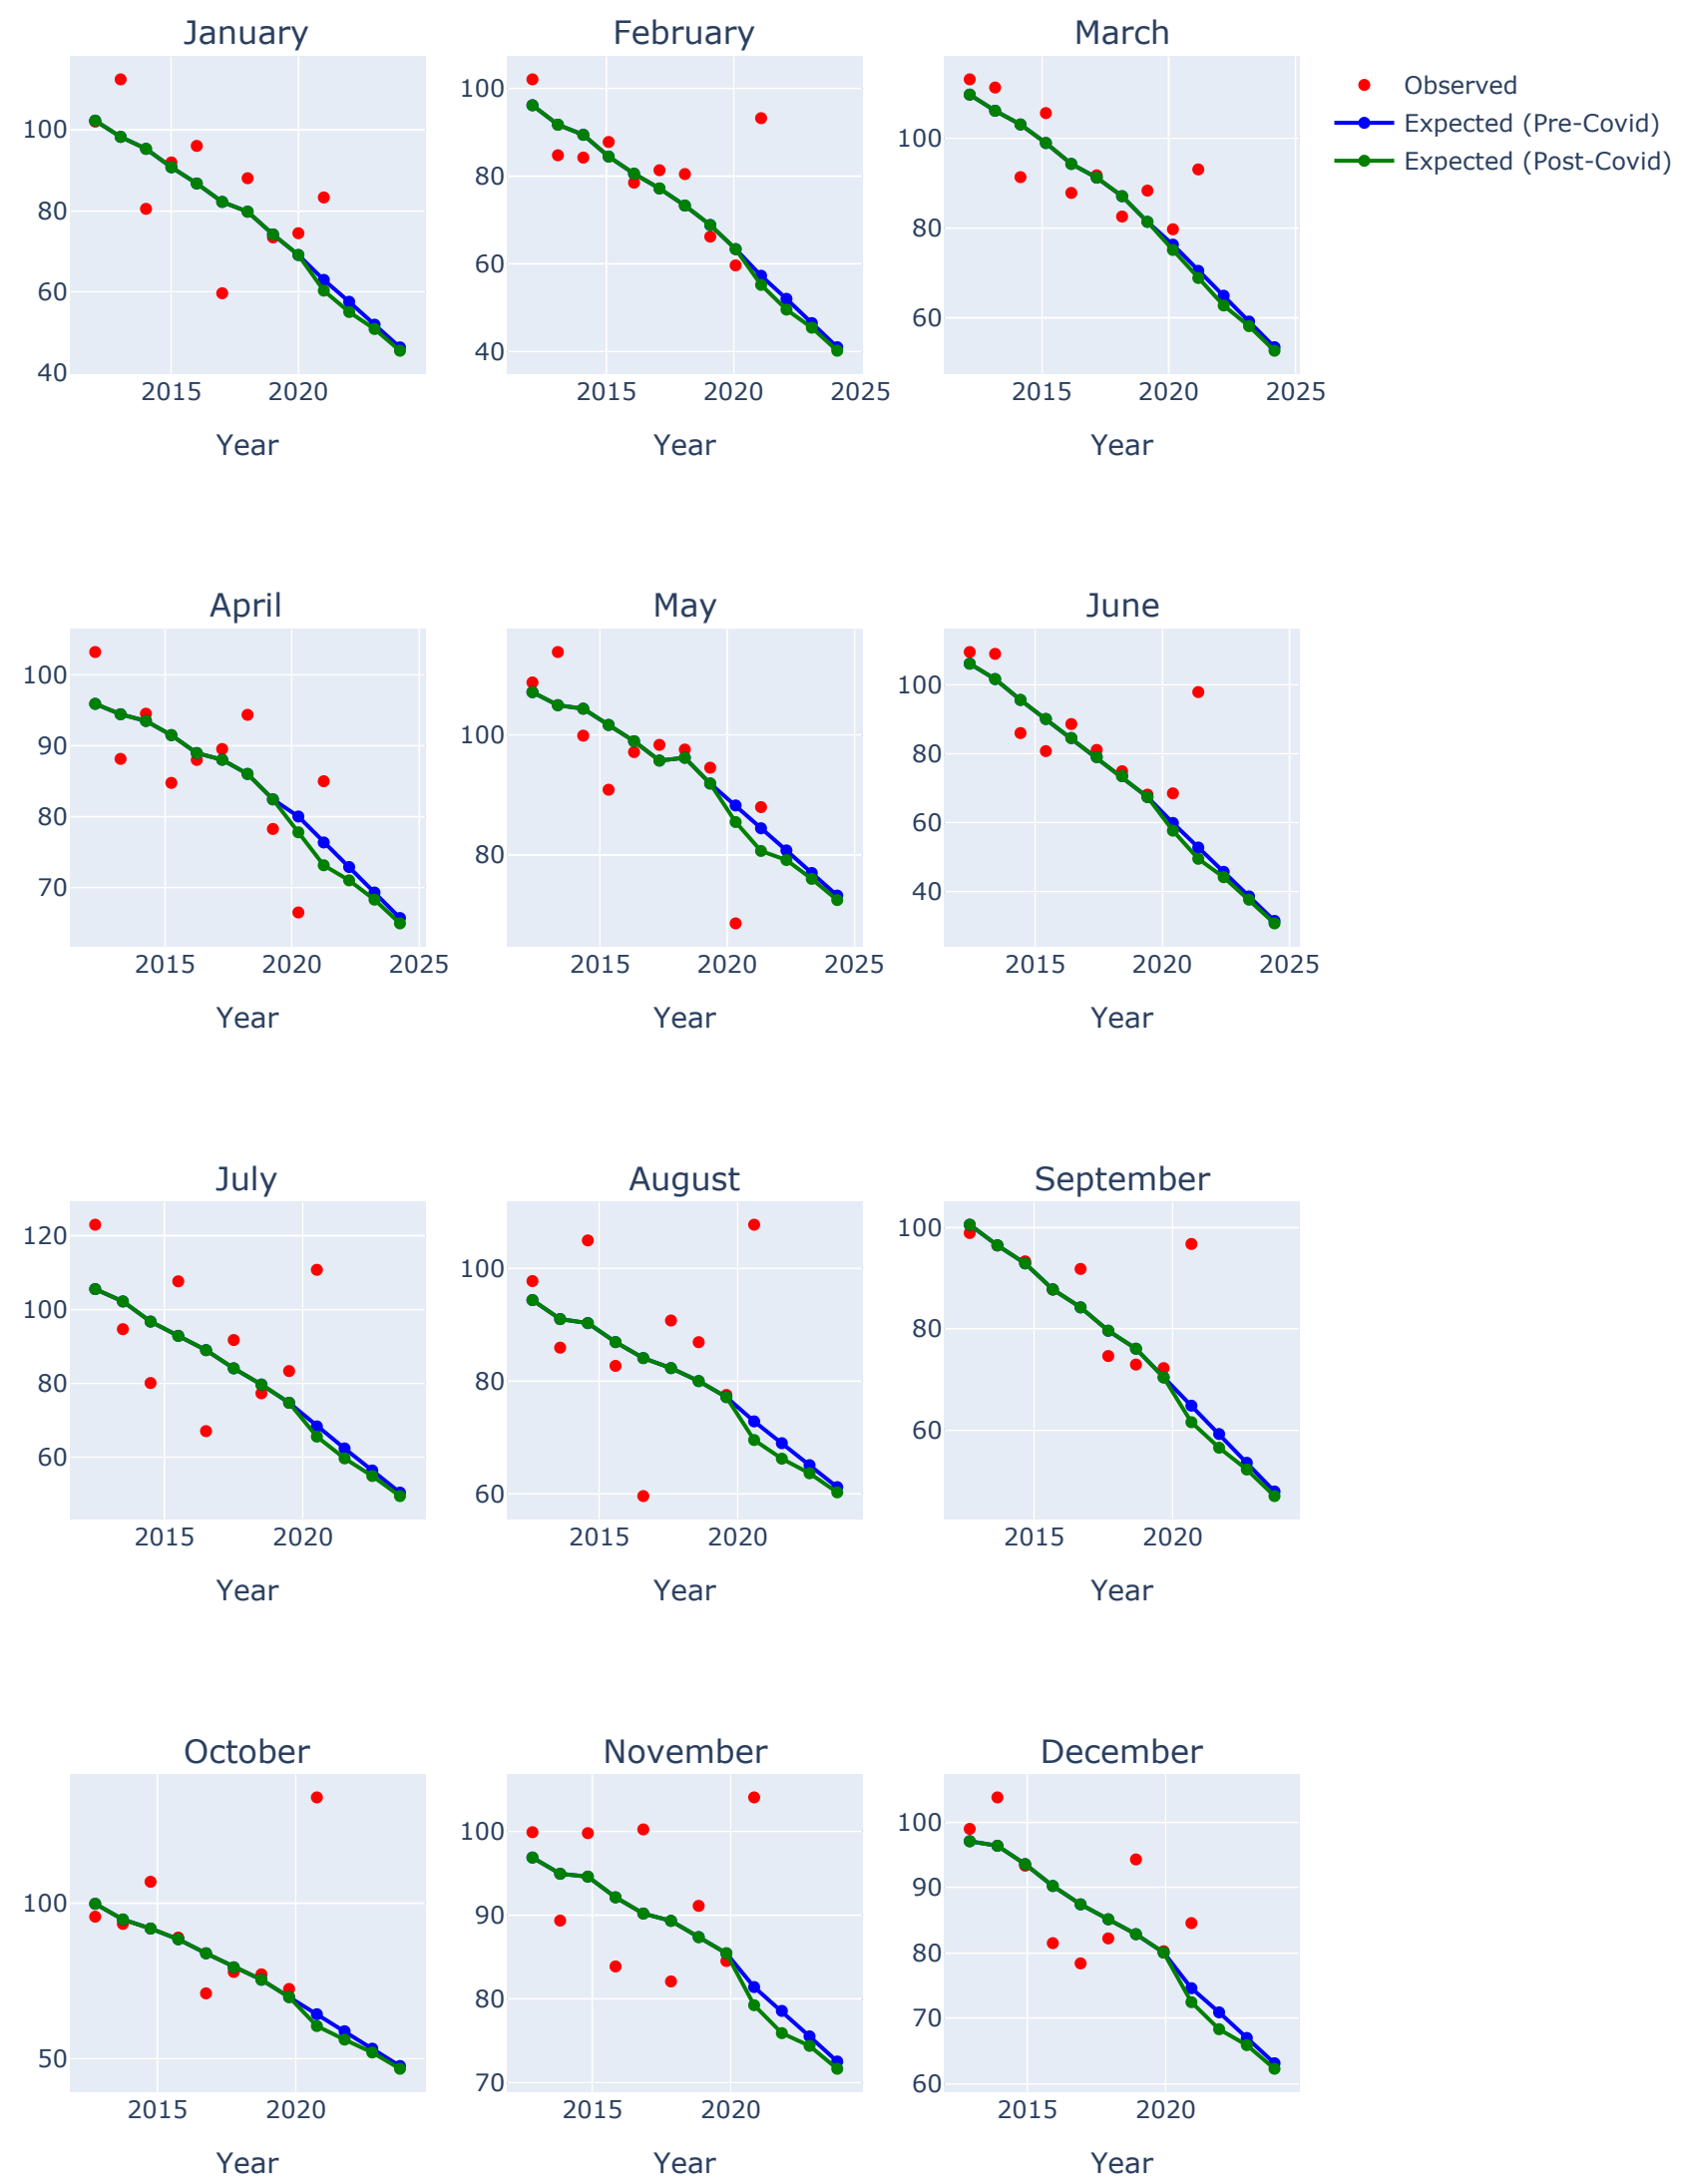 January February March
Observed
Expected (Pre-Covid)
Expected (Post-Covid)
100
80
60
40
2015 2020
Year
100
80
60
40
2015 2020 2025
Year
100
80
60
2015 2020 2025
Year
April May June
100
90
80
70
2015 2020 2025
Year
100
80
2015 2020 2025
Year
100
80
60
40
2015 2020 2025
Year
July August September
120
100
80
60
2015 2020
Year
100
80
60
2015 2020
Year
100
80
60
2015 2020
Year
October November December
100
50
2015 2020
Year
100
90
80
70
2015 2020
Year
100
90
80
70
60
2015 2020
Year